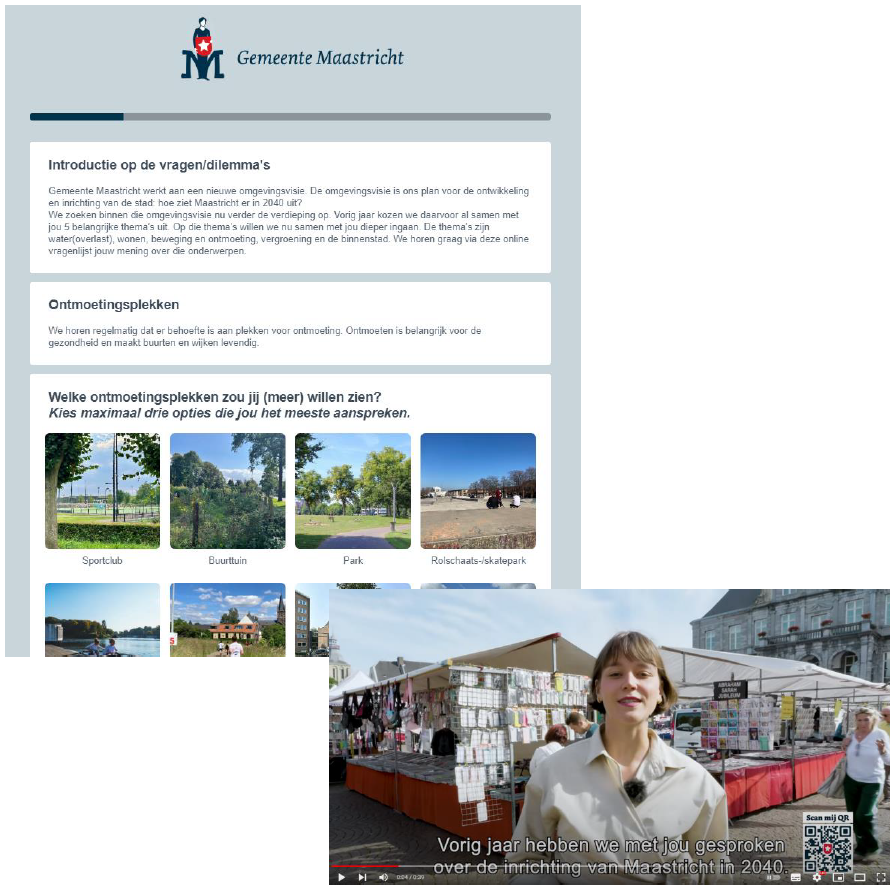 Gemeente Maastricht
Introductie op de vragen/dilemma's
Gemeente Maastricht werkt aan een nieuwe omgevingsvisie. De omgevingsvisie is ons plan voor de ontwikkeling
en inrichting van de stad: hoe ziet Maastricht er in 2040 uit?
We zoeken binnen die omgevingsvisie nu verder de verdieping op. Vorig jaar kozen we daarvoor al samen met
jou 5 belangrijke thema's uit. Op die thema's willen we nu samen met jou dieper ingaan. De thema's zijn
water(overlast), wonen, beweging en ontmoeting, vergroening en de binnenstad. We horen graag via deze online
vragenlijst jouw mening over die onderwerpen.
Ontmoetingsplekken
We horen regelmatig dat er behoefte is aan plekken voor ontmoeting. Ontmoeten is belangrijk voor de
gezondheid en maakt buurten en wijken levendig.
Welke ontmoetingsplekken zou jij (meer) willen zien?
Kies maximaal drie opties die jou het meeste aanspreken.
Sportclub
Buurttuin
Park
Rolschaats-/skatepark
ABRAHAM
SARAH
JUBILEUM
Scan mij QR
Vorig jaar hebben we met jou gesproken
over de inrichting van Maastricht in 2040.
0:04 / 0:39